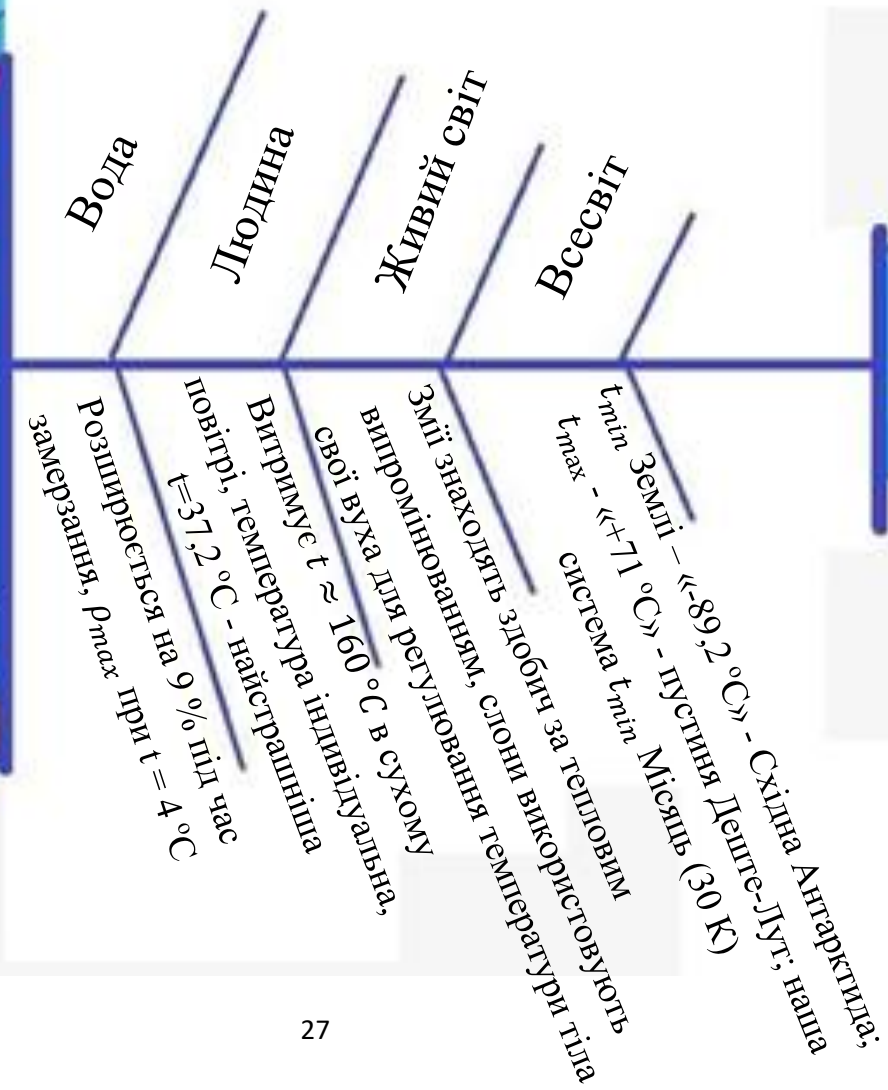 Вода
Людина
Живий світ
Всесвіт
Розширюється на 9 % під час
замерзання, ρmax при t = 4 °C
Витримує t ≈ 160 °C в сухому
повітрі, температура індивідуальна,
t=37,2 °C - найстрашніша
Змії знаходять здобич за тепловим
випромінюванням, слони використовують
свої вуха для регулювання температури тіла
tmin Землі – «-89,2 °C» - Східна Антарктида;
tmax - «+71 °C» - пустиня Деште-Лут; наша
система tmin Місяць (30 К)
27